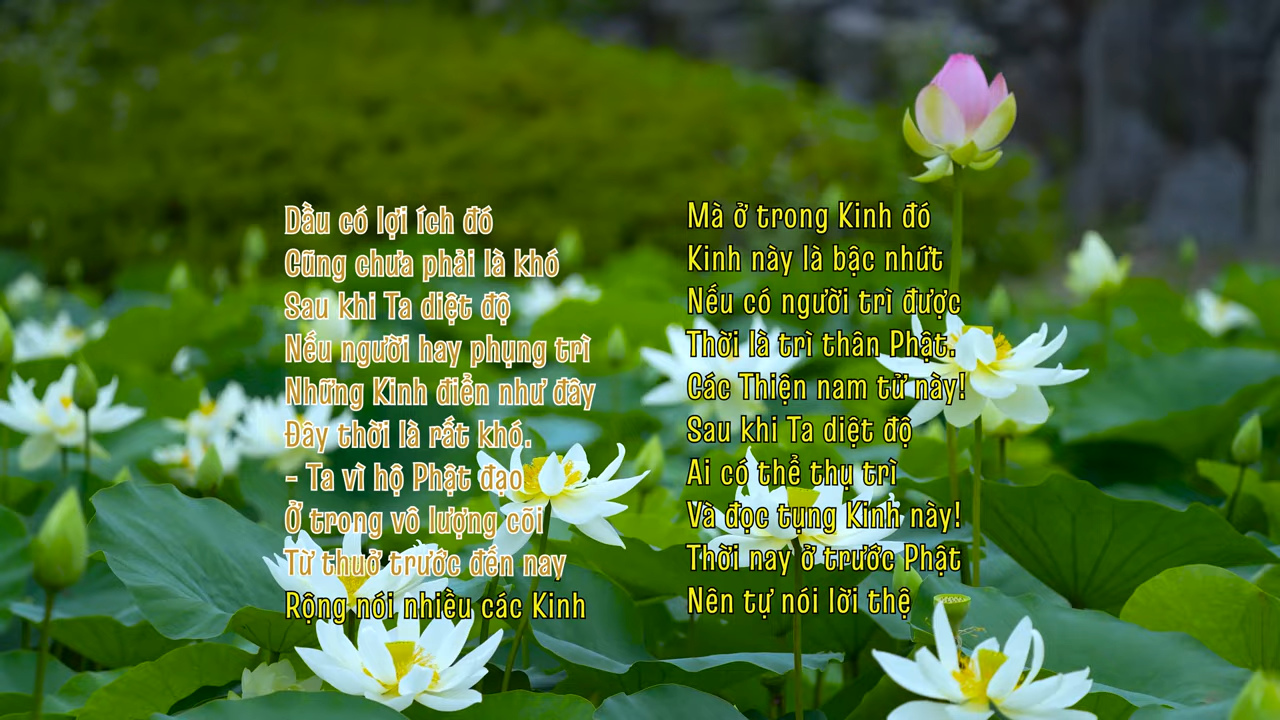 Dầu có lợi ích đó
Cũng chưa phải là khó
Sau khi Ta diệt độ
Nếu người hay phụng trì
Những Kinh điển như đây
Đây thời là rất khó.
- Ta vì hộ Phật đạo
Ở trong vô lượng cõi
Từ thuở trước đến nay
Rộng nói nhiều các Kinh
Mà ở trong Kinh đó
Kinh này là bậc nhứt
Nếu có người trì được
Thời là trì thân Phật.
Các Thiện nam tử này!
Sau khi Ta diệt độ
Ai có thể thụ trì
Và đọc tụng Kinh này!
Thời nay ở trước Phật
Nên tự nói lời thệ